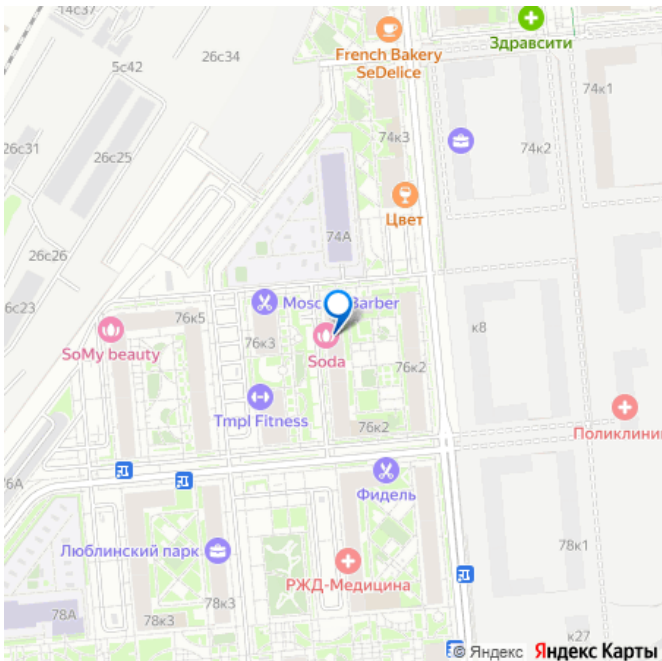 14с37
French Bakery
SeDelice
Здравсити
5с42
26с34
74к1
26с31
26с25
74к3
74к2
Цвет
74А
26с26
6с23
76к5
Barber
SoMy beauty
76к3
Soda
к8
76к2
Tmpl Fitness
76к2
Поликлини
76А
Фидель
Люблинский парк
РЖД-Медицина
78к1
78А
78к3
78к3
к27
© Яндекс Яндекс Карты